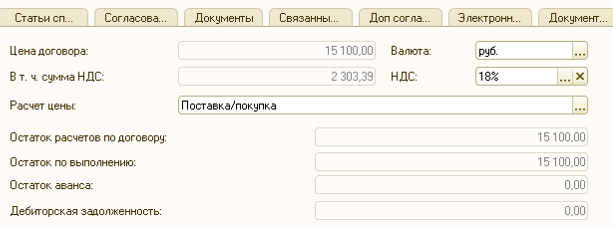 Статьи сп... Согласова... Документы Связанны... Доп согла... Электронн... Документ...
Цена договора: 15 100,00 Валюта: руб. ...
В т. ч. сумма НДС: 2 303,39 НДС: 18% ... ×
Расчет цены: Поставка/покупка ...
Остаток расчетов по договору: 15 100,00
Остаток по выполнению: 15 100,00
Остаток аванса: 0,00
Дебиторская задолженность: 0,00